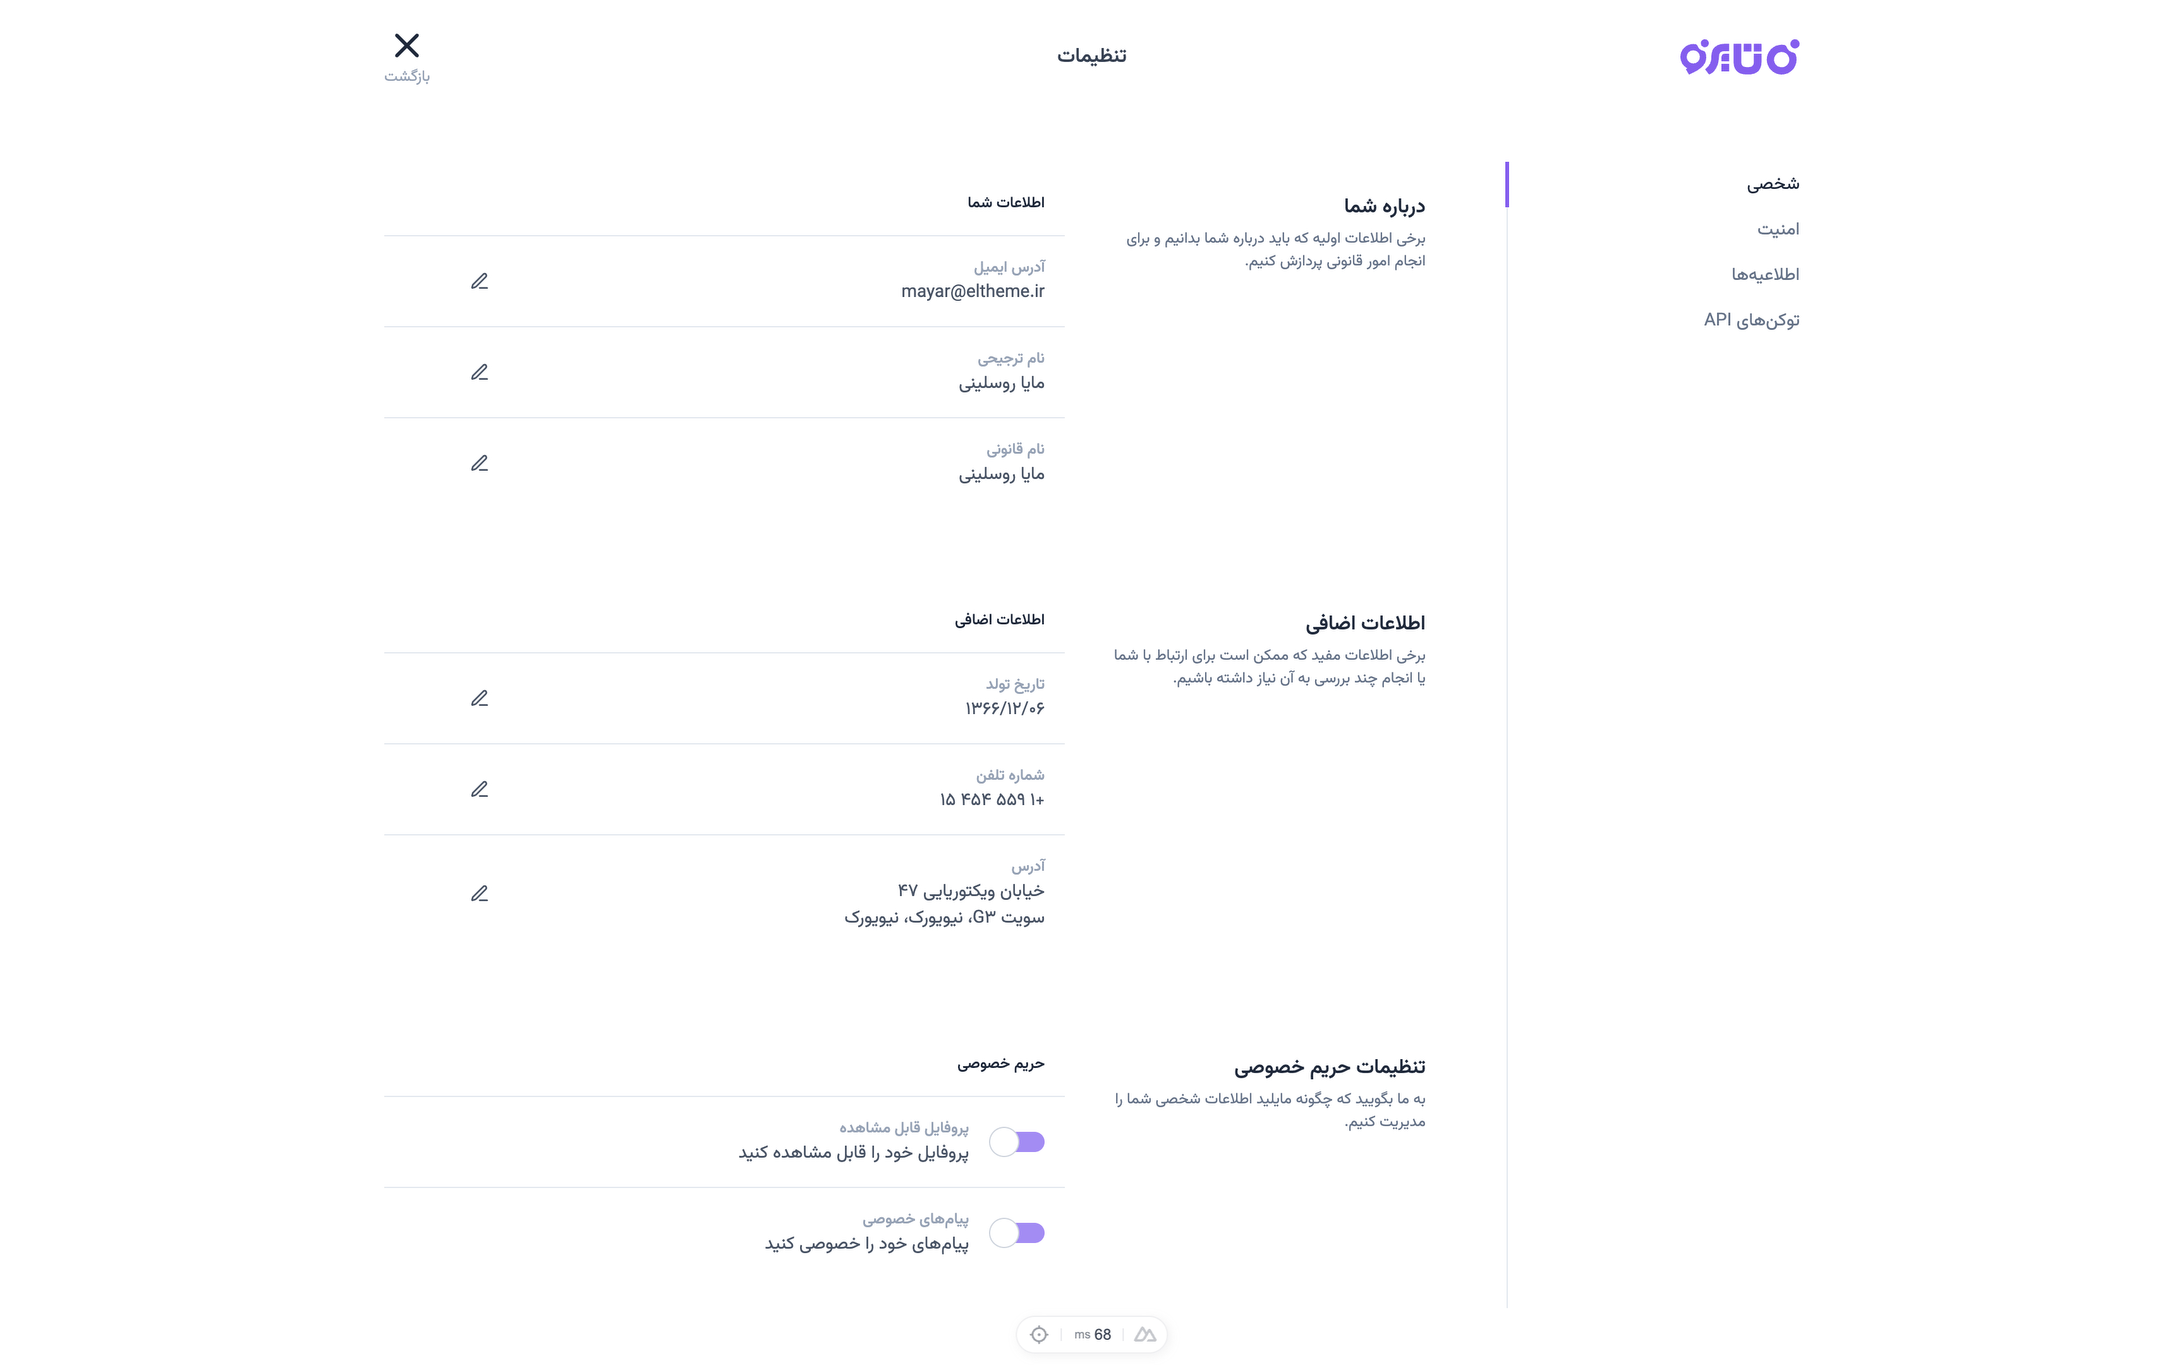 تنظیمات
بازگشت
شخصی
امنیت
اطلاعیه‌ها
توکن‌های API
درباره شما
برخی اطلاعات اولیه که باید درباره شما بدانیم و برای
انجام امور قانونی پردازش کنیم.
اطلاعات شما
آدرس ایمیل
mayar@eltheme.ir
نام ترجیحی
مایا روسلینی
نام قانونی
مایا روسلینی
اطلاعات اضافی
برخی اطلاعات مفید که ممکن است برای ارتباط با شما
یا انجام چند بررسی به آن نیاز داشته باشیم.
اطلاعات اضافی
تاریخ تولد
۱۳۶۶/۱۲/۰۶
شماره تلفن
+۱ ۵۵۹ ۴۵۴ ۱۵
آدرس
خیابان ویکتوریایی ۴۷
سویت G۳، نیویورک، نیویورک
تنظیمات حریم خصوصی
به ما بگویید که چگونه مایلید اطلاعات شخصی شما را
مدیریت کنیم.
حریم خصوصی
پروفایل قابل مشاهده
پروفایل خود را قابل مشاهده کنید
پیام‌های خصوصی
پیام‌های خود را خصوصی کنید
68 ms